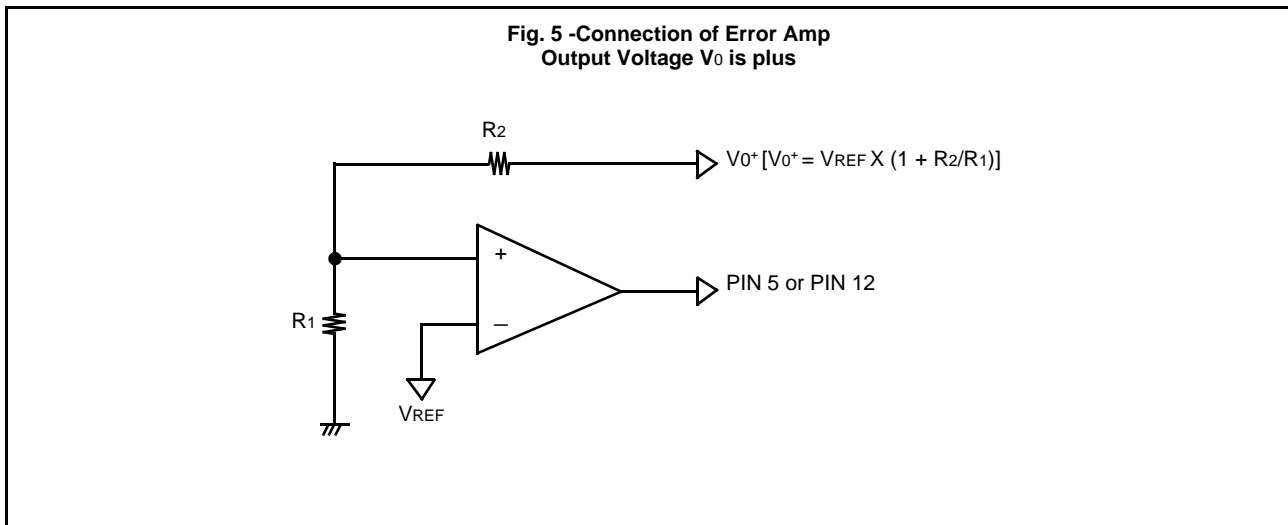 Fig. 5 -Connection of Error Amp
Output Voltage V0 is plus
R2
V0+ [V0+ = VREF X (1 + R2/R1)]
+
PIN 5 or PIN 12
R1
–
VREF